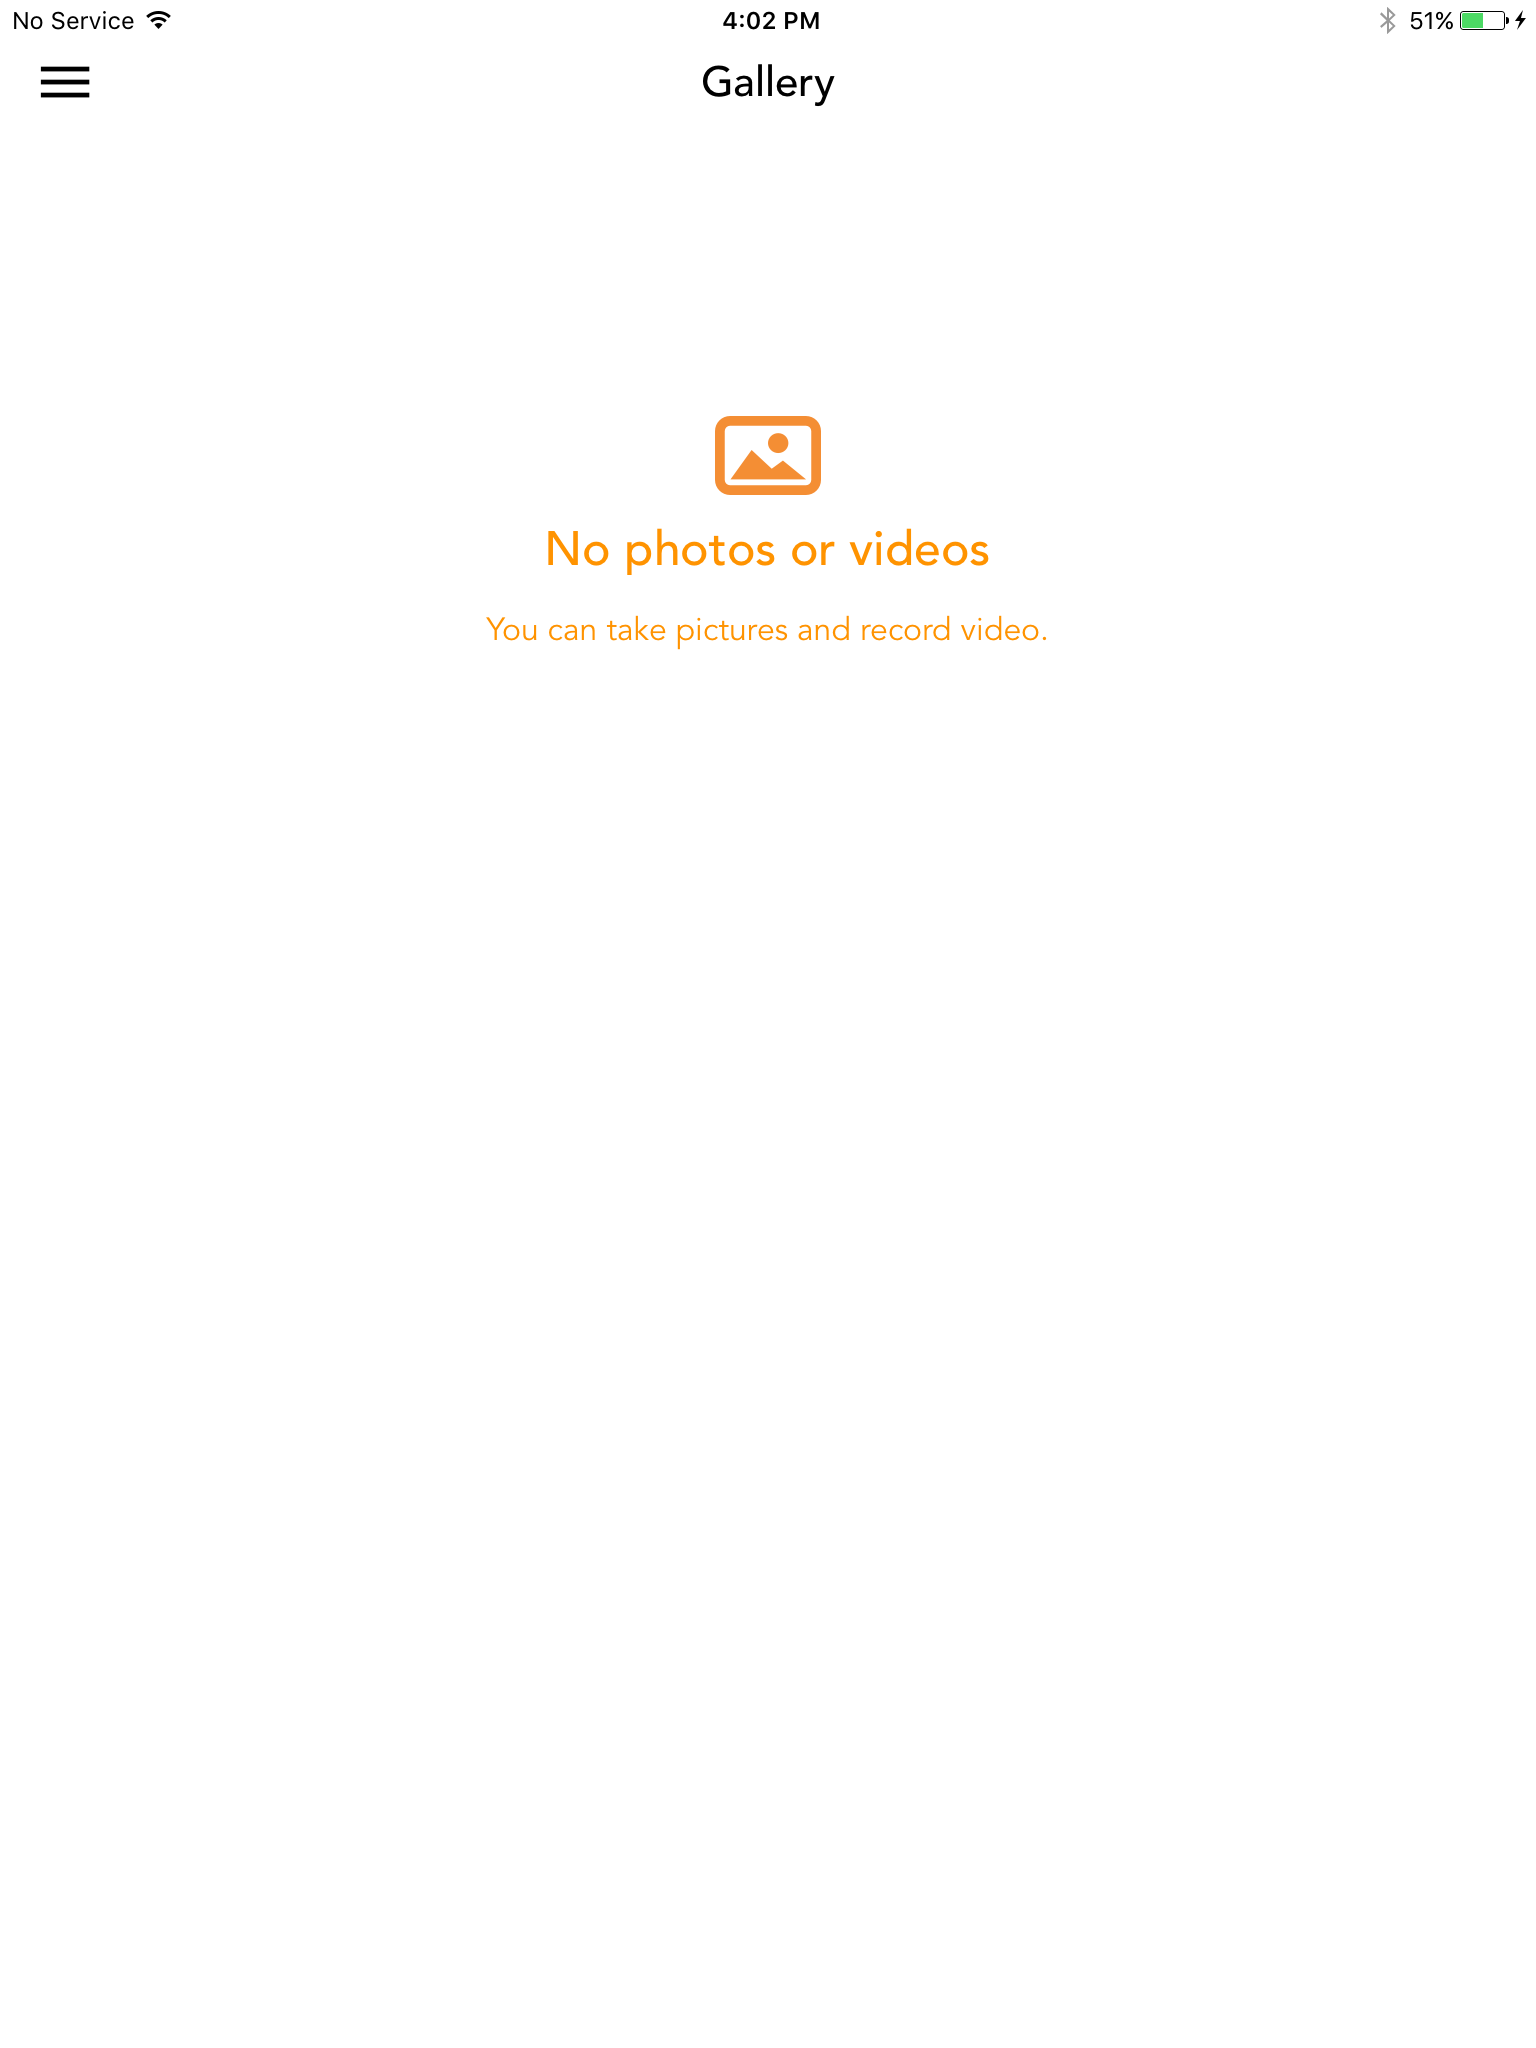 No Service 4:02 PM 51%
Gallery
No photos or videos
You can take pictures and record video.